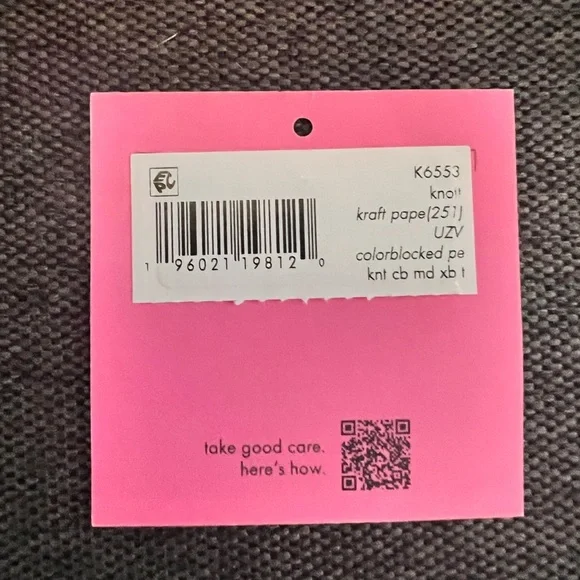 K6553
knott
kraft pape(251)
UZV
colorblocked pe
knt cb md xb t
1 96021 19812 0
take good care.
here's how.